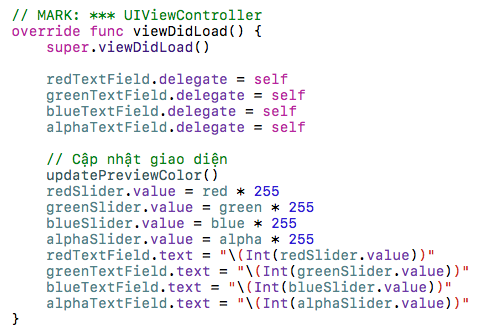 // MARK: *** UIViewController
override func viewDidLoad() {
    super.viewDidLoad()

    redTextField.delegate = self
    greenTextField.delegate = self
    blueTextField.delegate = self
    alphaTextField.delegate = self

    // Cập nhật giao diện
    updatePreviewColor()
    redSlider.value = red * 255
    greenSlider.value = green * 255
    blueSlider.value = blue * 255
    alphaSlider.value = alpha * 255
    redTextField.text = "\(Int(redSlider.value))"
    greenTextField.text = "\(Int(greenSlider.value))"
    blueTextField.text = "\(Int(blueSlider.value))"
    alphaTextField.text = "\(Int(alphaSlider.value))"
}